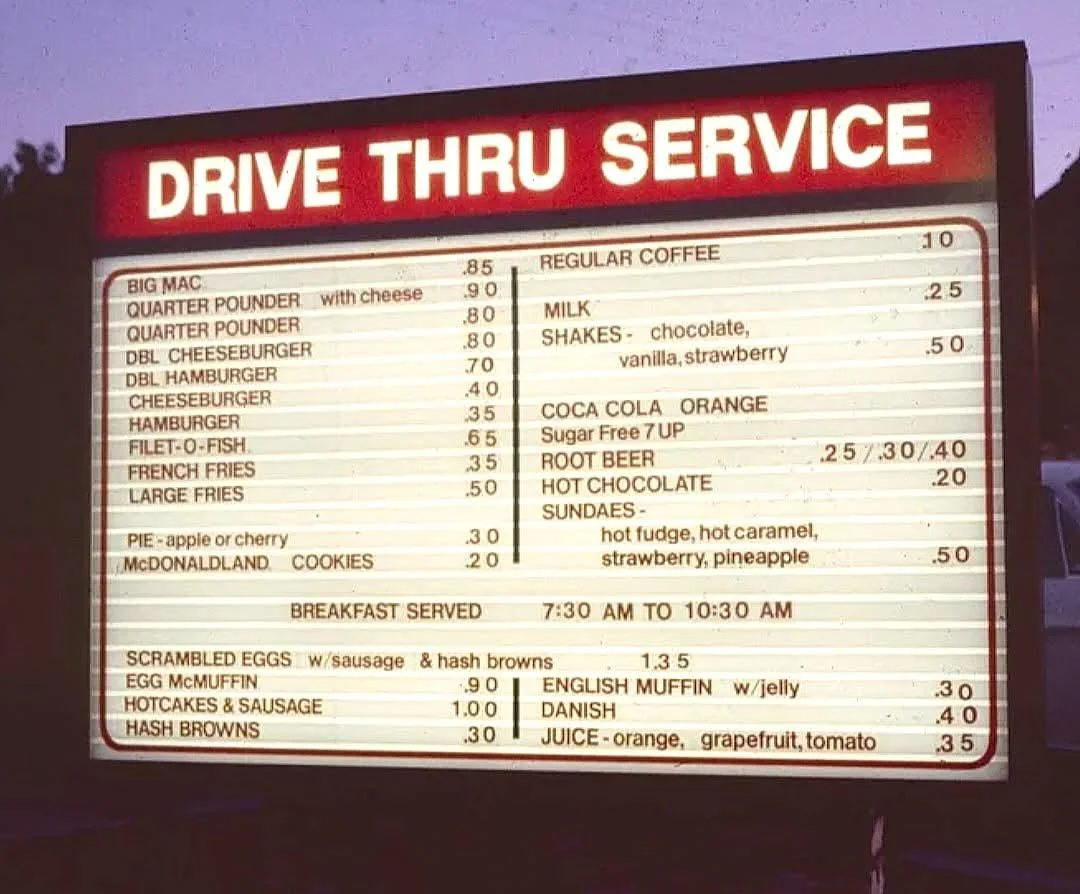 DRIVE THRU SERVICE
BIG MAC .85
QUARTER POUNDER with cheese .90
QUARTER POUNDER .80
DBL CHEESEBURGER .80
DBL HAMBURGER .70
CHEESEBURGER .40
HAMBURGER .35
FILET-O-FISH .65
FRENCH FRIES .35
LARGE FRIES .50
PIE - apple or cherry .30
McDONALDLAND COOKIES .20
REGULAR COFFEE .10
MILK .25
SHAKES - chocolate,
vanilla, strawberry .50
COCA COLA ORANGE
Sugar Free 7UP
ROOT BEER .25/.30/.40
HOT CHOCOLATE .20
SUNDAES -
hot fudge, hot caramel,
strawberry, pineapple .50
BREAKFAST SERVED 7:30 AM TO 10:30 AM
SCRAMBLED EGGS w/sausage & hash browns 1.35
EGG McMUFFIN .90
HOTCAKES & SAUSAGE 1.00
HASH BROWNS .30
ENGLISH MUFFIN w/jelly .30
DANISH .40
JUICE - orange, grapefruit, tomato .35